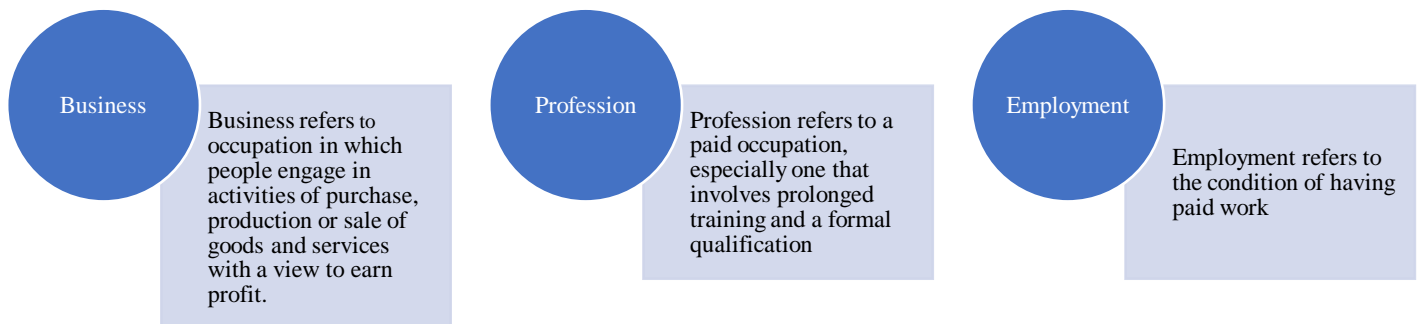 Business
Business refers to
occupation in which
people engage in
activities of purchase,
production or sale of
goods and services
with a view to earn
profit.
Profession
Profession refers to a
paid occupation,
especially one that
involves prolonged
training and a formal
qualification
Employment
Employment refers to
the condition of having
paid work